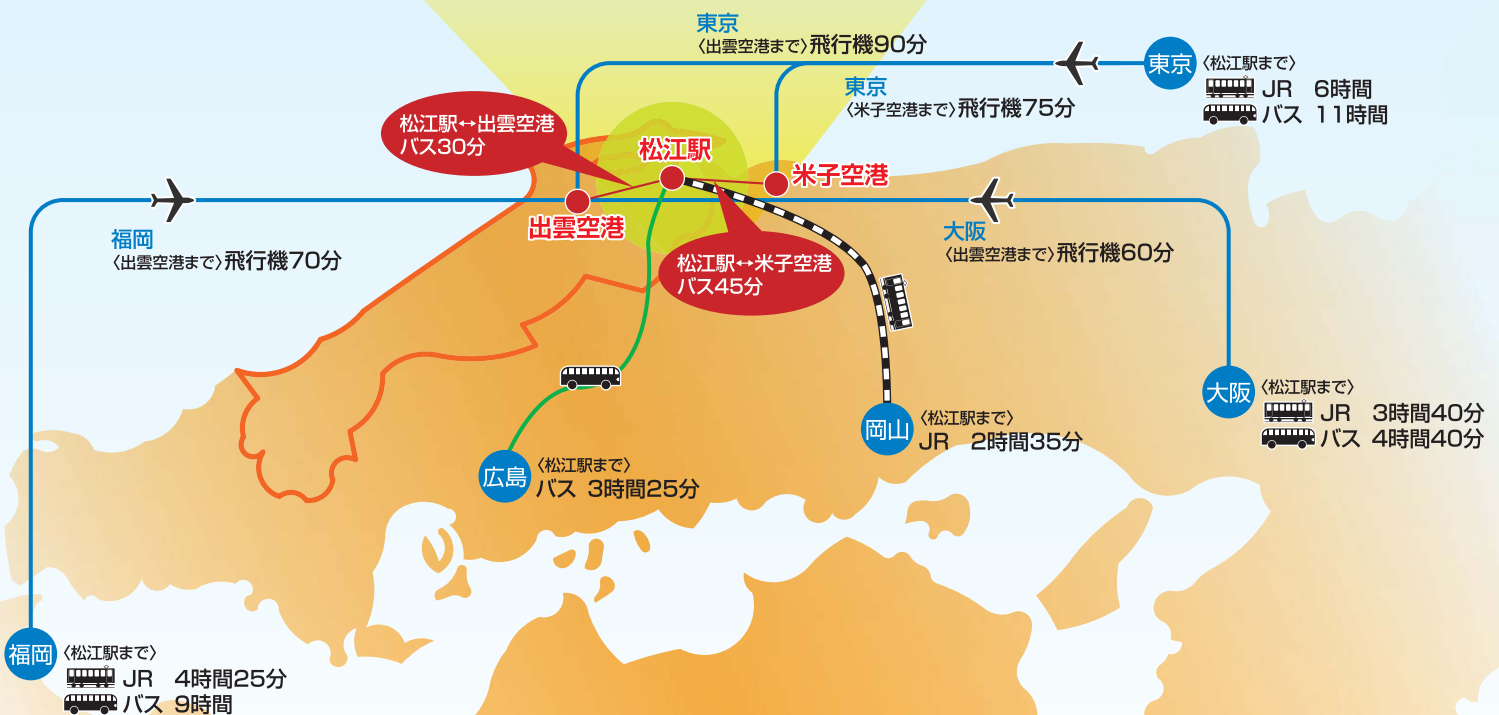 東京
〈出雲空港まで〉飛行機90分
東京
〈松江駅まで〉
JR 6時間
バス 11時間
東京
〈米子空港まで〉飛行機75分
松江駅↔出雲空港
バス30分
松江駅
米子空港
出雲空港
福岡
〈出雲空港まで〉飛行機70分
大阪
〈出雲空港まで〉飛行機60分
松江駅↔米子空港
バス45分
大阪
〈松江駅まで〉
JR 3時間40分
バス 4時間40分
岡山
〈松江駅まで〉
JR 2時間35分
広島
〈松江駅まで〉
バス 3時間25分
福岡
〈松江駅まで〉
JR 4時間25分
バス 9時間